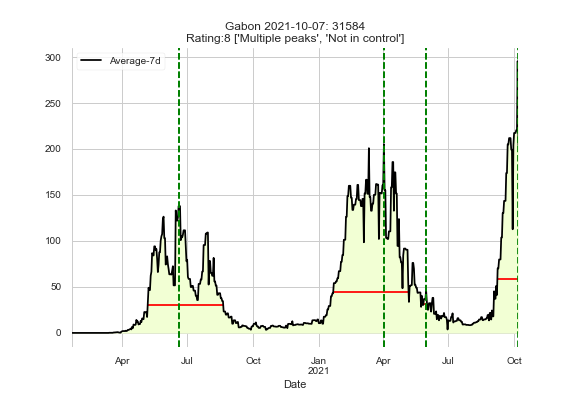 Gabon 2021-10-07: 31584
Rating:8 ['Multiple peaks', 'Not in control']
Average-7d
300
250
200
150
100
50
0
Apr
Jul
Oct
Jan
2021
Apr
Jul
Oct
Date